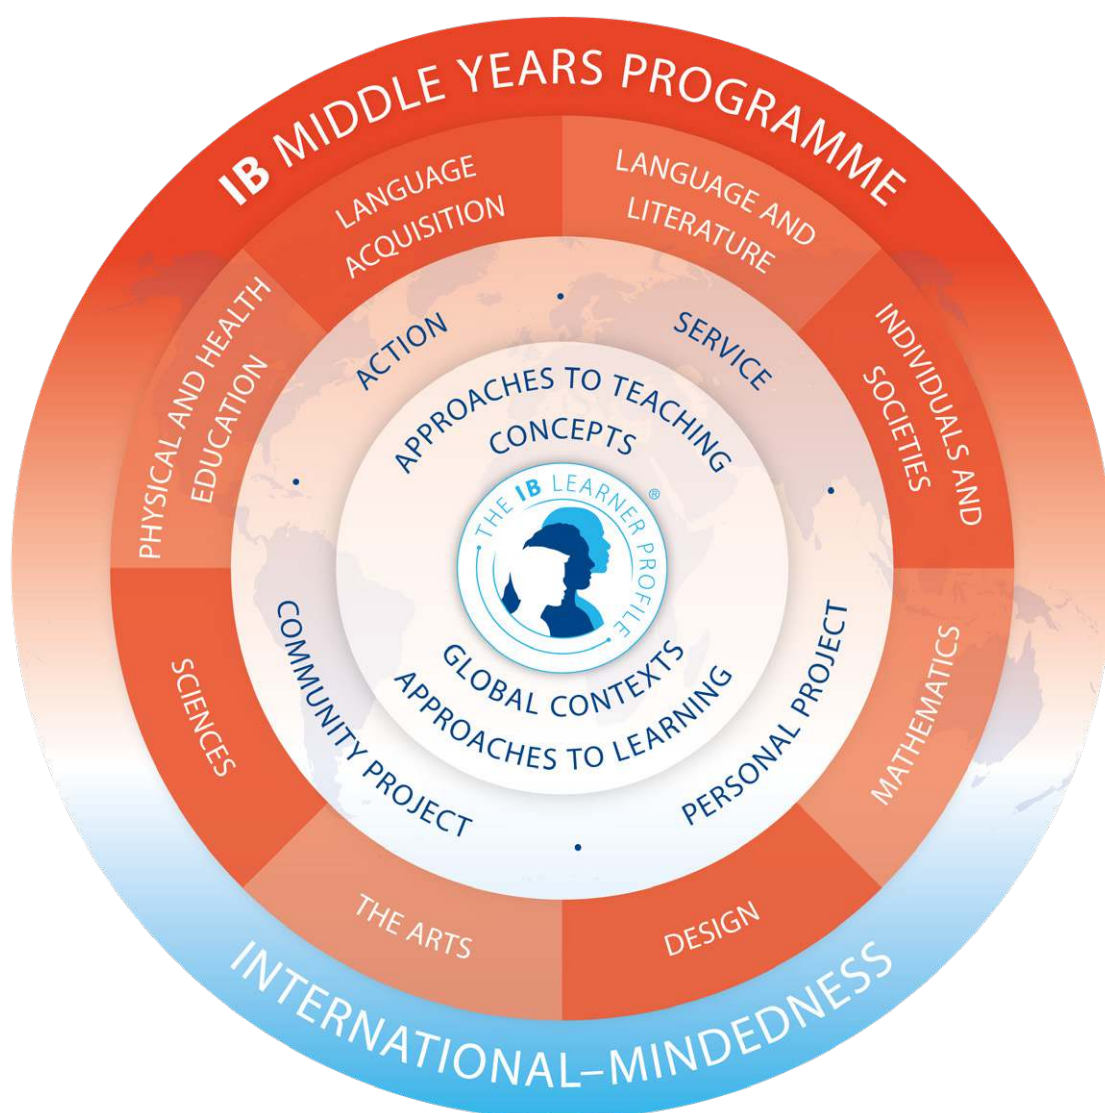 IB MIDDLE YEARS PROGRAMME
LANGUAGE
ACQUISITION
LANGUAGE AND
LITERATURE
PHYSICAL AND HEALTH
EDUCATION
INDIVIDUALS AND
SOCIETIES
SCIENCES
MATHEMATICS
THE ARTS
DESIGN
ACTION
SERVICE
COMMUNITY PROJECT
PERSONAL PROJECT
APPROACHES TO TEACHING
CONCEPTS
THE IB LEARNER PROFILE ®
GLOBAL CONTEXTS
APPROACHES TO LEARNING
INTERNATIONAL–MINDEDNESS